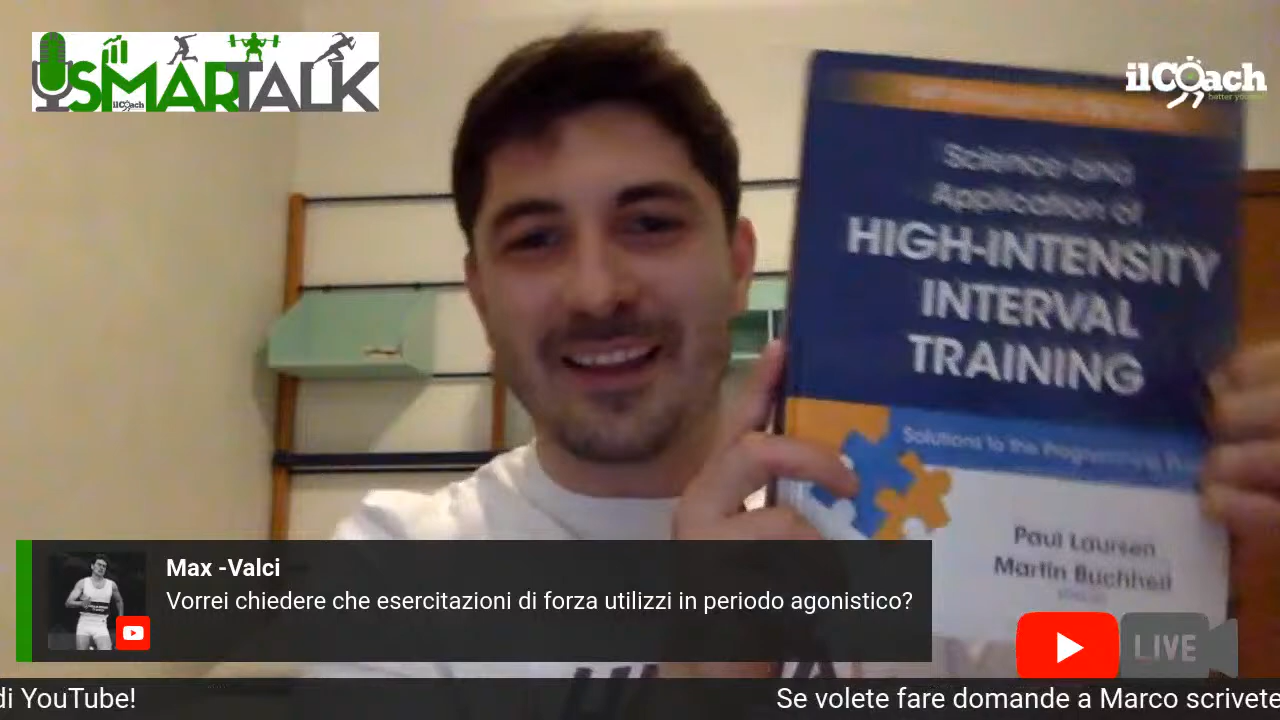 SMARTALK
ilCoach
ilCoach
better yourself
Science and
Application of
HIGH-INTENSITY
INTERVAL
TRAINING
Solutions to the Programming
Paul Laursen
Martin Buchheit
Max -Valci
Vorrei chiedere che esercitazioni di forza utilizzi in periodo agonistico?
LIVE
di YouTube!
Se volete fare domande a Marco scrivete